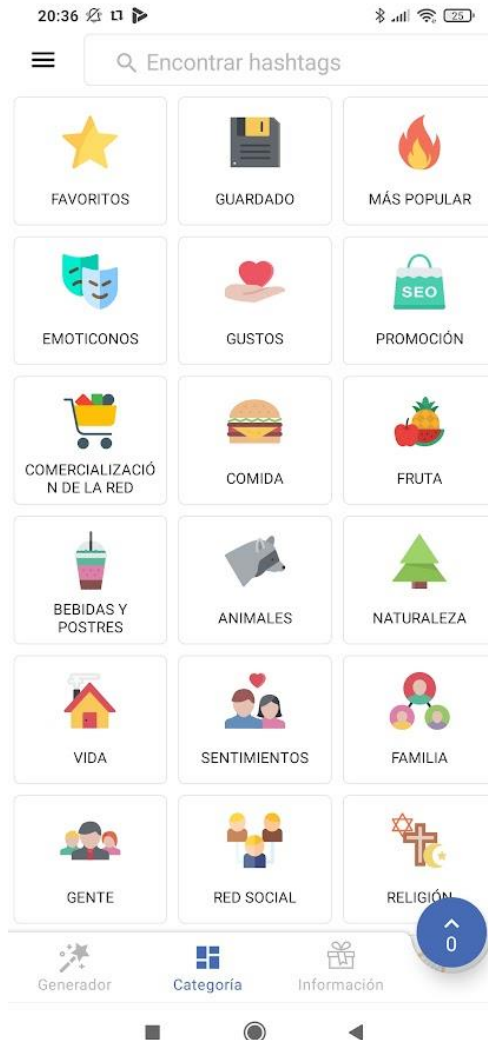 20:36
25
Encontrar hashtags
FAVORITOS
GUARDADO
MÁS POPULAR
EMOTICONOS
GUSTOS
SEO
PROMOCIÓN
COMERCIALIZACIÓ
N DE LA RED
COMIDA
FRUTA
BEBIDAS Y
POSTRES
ANIMALES
NATURALEZA
VIDA
SENTIMIENTOS
FAMILIA
GENTE
RED SOCIAL
RELIGIÓN
0
Generador
Categoría
Información